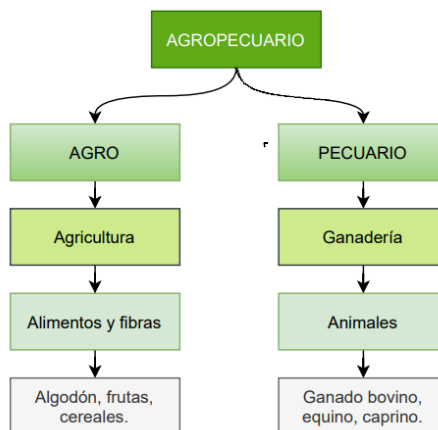 AGROPECUARIO
AGRO
PECUARIO
Agricultura
Ganadería
Alimentos y fibras
Animales
Algodón, frutas,
cereales.
Ganado bovino,
equino, caprino.